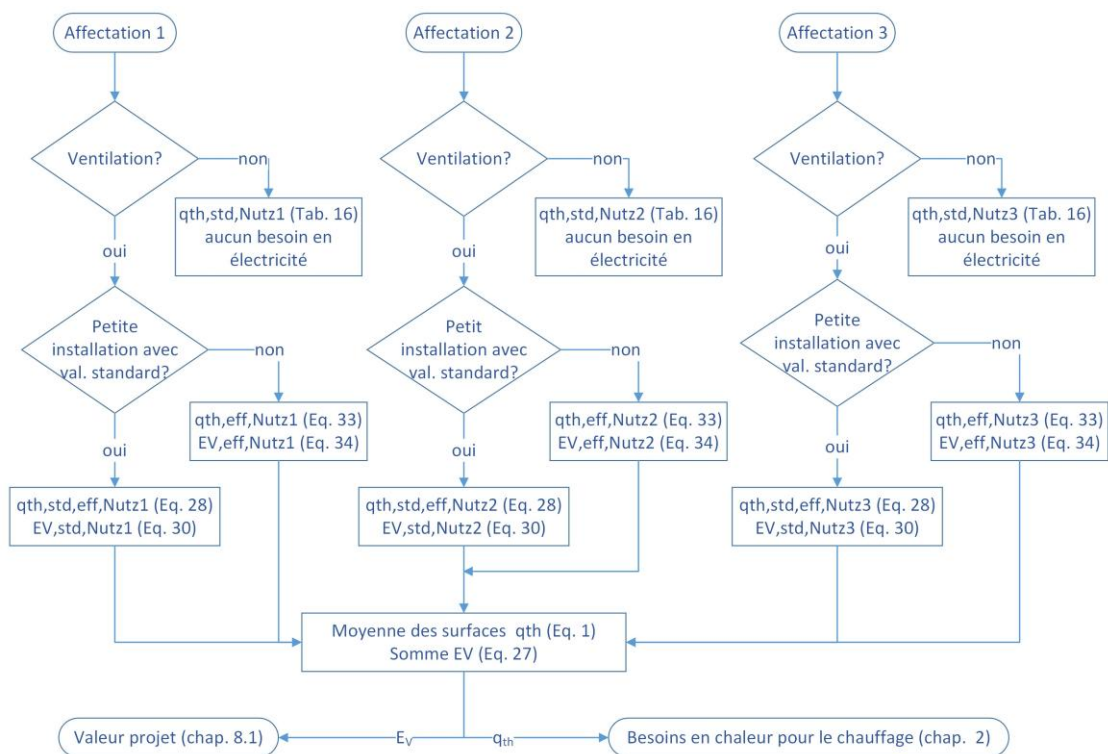 Affectation 1
Affectation 2
Affectation 3
Ventilation?
non
Ventilation?
non
Ventilation?
non
qth,std,Nutz1 (Tab. 16)
aucun besoin en
électricité
qth,std,Nutz2 (Tab. 16)
aucun besoin en
électricité
qth,std,Nutz3 (Tab. 16)
aucun besoin en
électricité
oui
oui
oui
Petite
installation avec
val. standard?
non
Petit
installation avec
val. standard?
non
Petite
installation avec
val. standard?
non
qth,eff,Nutz1 (Eq. 33)
EV,eff,Nutz1 (Eq. 34)
qth,eff,Nutz2 (Eq. 33)
EV,eff,Nutz2 (Eq. 34)
qth,eff,Nutz3 (Eq. 33)
EV,eff,Nutz3 (Eq. 34)
oui
oui
oui
qth,std,eff,Nutz1 (Eq. 28)
EV,std,Nutz1 (Eq. 30)
qth,std,eff,Nutz2 (Eq. 28)
EV,std,Nutz2 (Eq. 30)
qth,std,eff,Nutz3 (Eq. 28)
EV,std,Nutz3 (Eq. 30)
Moyenne des surfaces qth (Eq. 1)
Somme EV (Eq. 27)
Valeur projet (chap. 8.1)
EV
qth
Besoins en chaleur pour le chauffage (chap. 2)